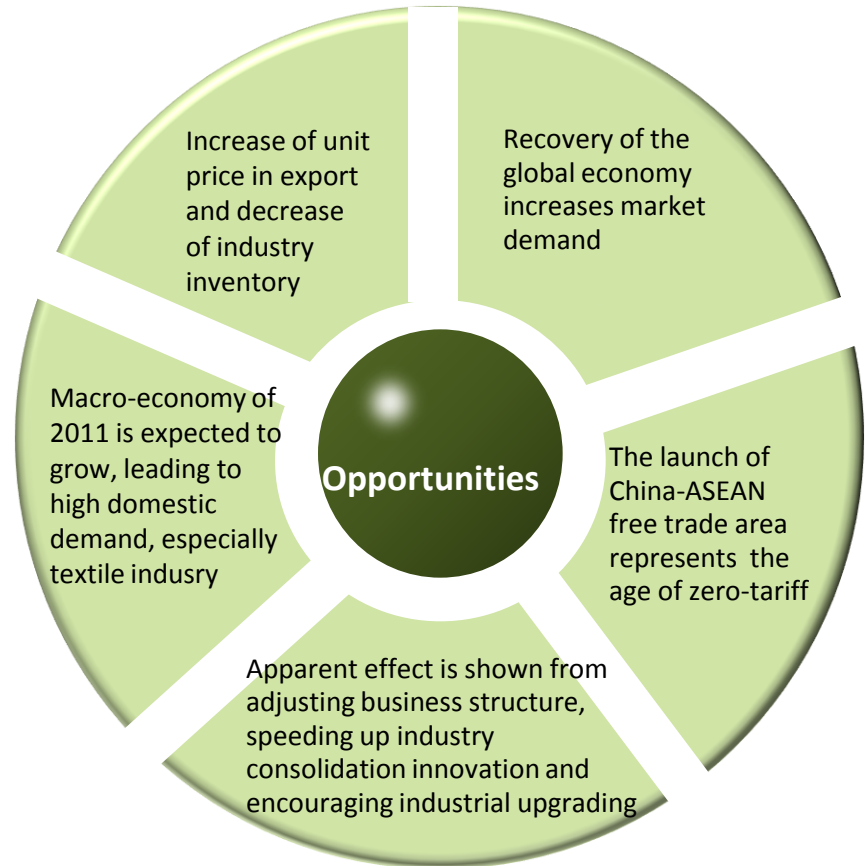 Increase of unit
price in export
and decrease
of industry
inventory
Recovery of the
global economy
increases market
demand
Macro-economy of
2011 is expected to
grow, leading to
high domestic
demand, especially
textile indusry
Opportunities
The launch of
China-ASEAN
free trade area
represents the
age of zero-tariff
Apparent effect is shown from
adjusting business structure,
speeding up industry
consolidation innovation and
encouraging industrial upgrading